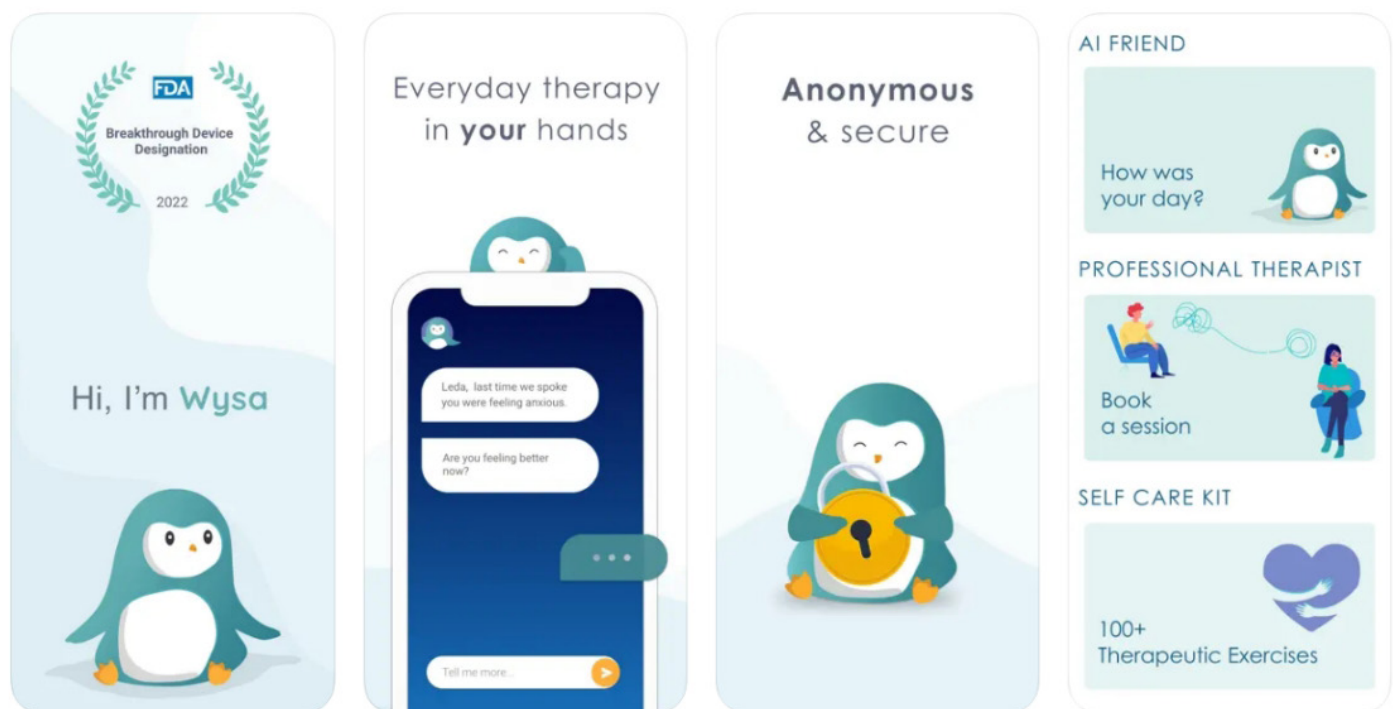 FDA
Breakthrough Device
Designation
2022
Hi, I'm Wysa
Everyday therapy
in your hands
Leda, last time we spoke
you were feeling anxious.
Are you feeling better
now?
Tell me more...
Anonymous
& secure
AI FRIEND
How was
your day?
PROFESSIONAL THERAPIST
Book
a session
SELF CARE KIT
100+
Therapeutic Exercises